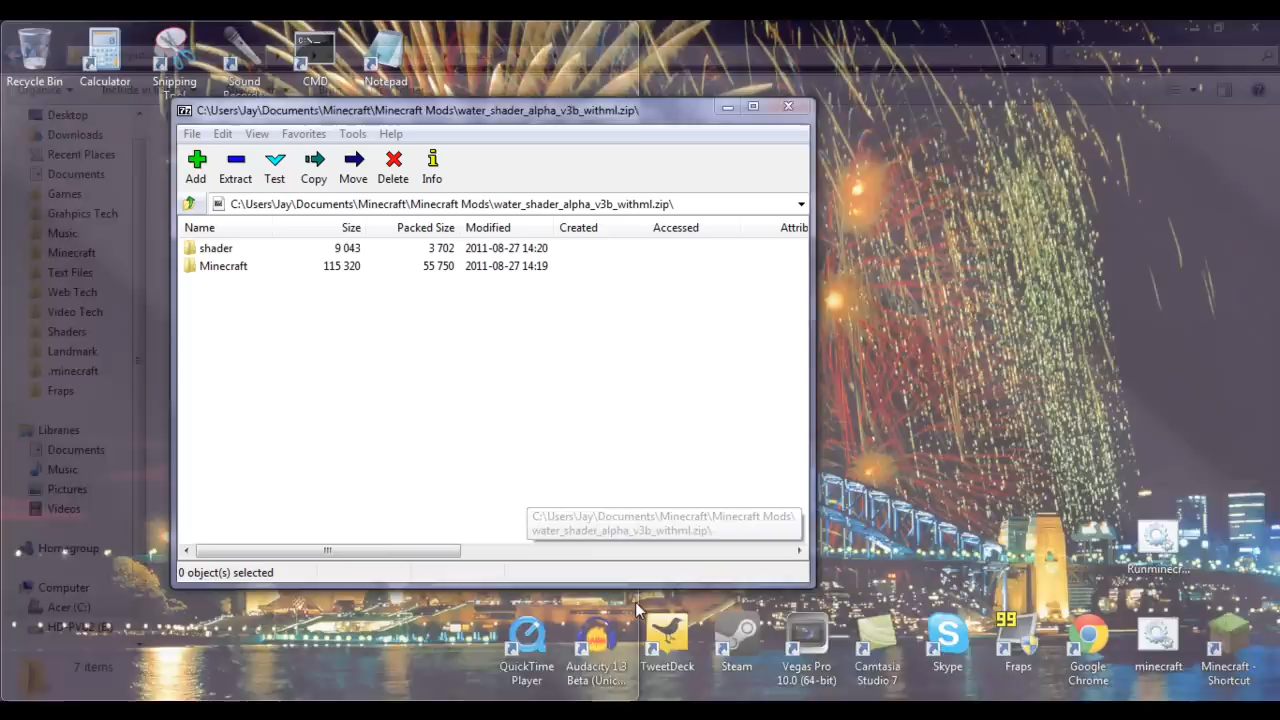 Recycle Bin
Calculator
Snipping
Sound
CMD
Notepad
C:\Users\Jay\Documents\Minecraft\Minecraft Mods\water_shader_alpha_v3b_withml.zip\
File Edit View Favorites Tools Help
Add Extract Test Copy Move Delete Info
C:\Users\Jay\Documents\Minecraft\Minecraft Mods\water_shader_alpha_v3b_withml.zip\
Name Size Packed Size Modified Created Accessed Attrib
shader 9 043 3 702 2011-08-27 14:20
Minecraft 115 320 55 750 2011-08-27 14:19
C:\Users\Jay\Documents\Minecraft\Minecraft Mods\
water_shader_alpha_v3b_withml.zip\
0 object(s) selected
Desktop
Downloads
Recent Places
Documents
Games
Grahpics Tech
Music
Minecraft
Text Files
Web Tech
Video Tech
Shaders
Landmark
.minecraft
Fraps
Libraries
Documents
Music
Pictures
Videos
Homegroup
Computer
Acer (C:)
7 items
Runminecr...
QuickTime
Player
Audacity 1.3
Beta (Unic...
TweetDeck
Steam
Vegas Pro
10.0 (64-bit)
Camtasia
Studio 7
Skype
99
Fraps
Google
Chrome
minecraft
Minecraft -
Shortcut